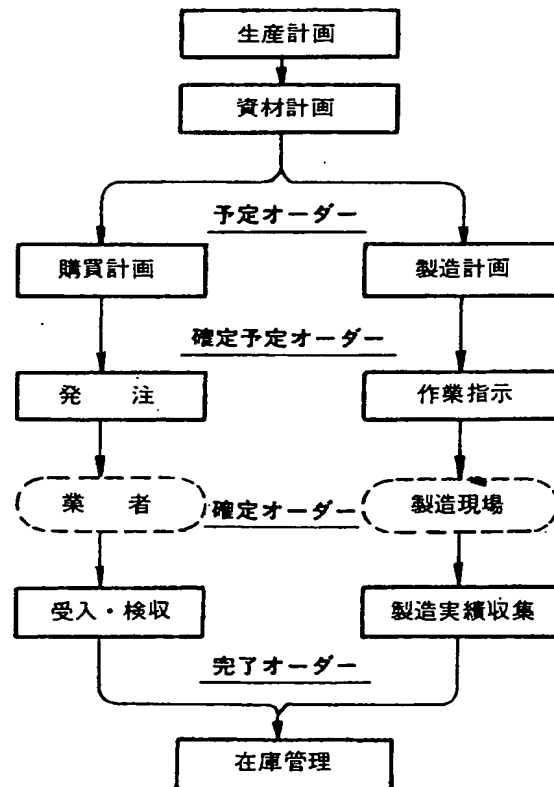 生産計画
資材計画
予定オーダー
購買計画
製造計画
確定予定オーダー
発注
作業指示
業者
確定オーダー
製造現場
受入・検収
製造実績収集
完了オーダー
在庫管理